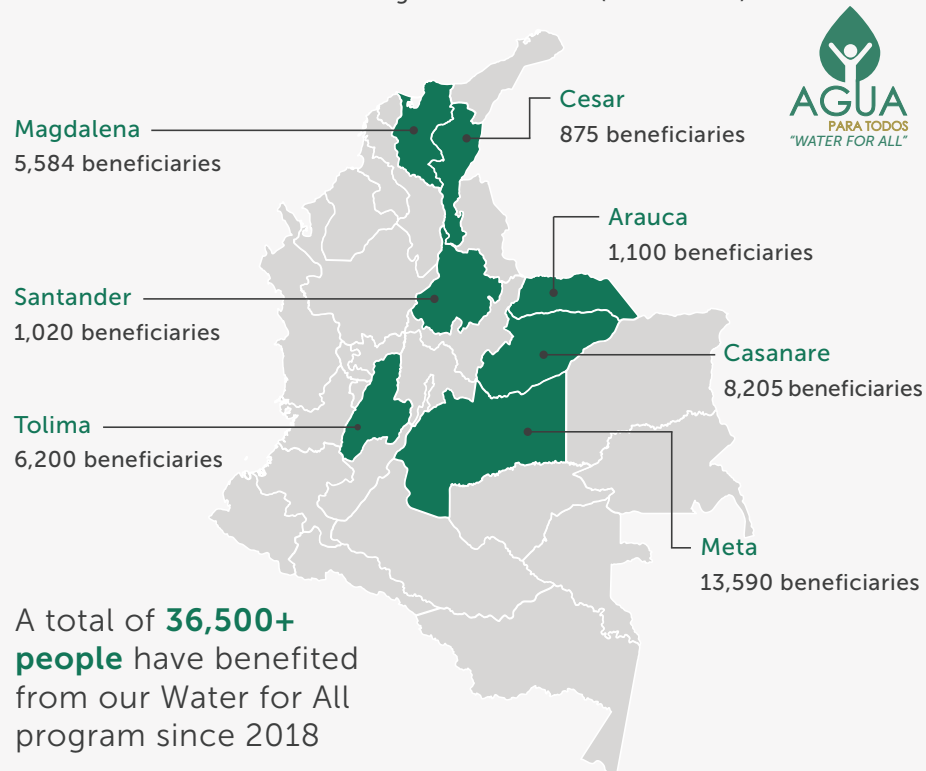 Cesar
875 beneficiaries
AGUA
PARA TODOS
"WATER FOR ALL"
Magdalena
5,584 beneficiaries
Arauca
1,100 beneficiaries
Santander
1,020 beneficiaries
Casanare
8,205 beneficiaries
Tolima
6,200 beneficiaries
Meta
13,590 beneficiaries
A total of 36,500+
people have benefited
from our Water for All
program since 2018